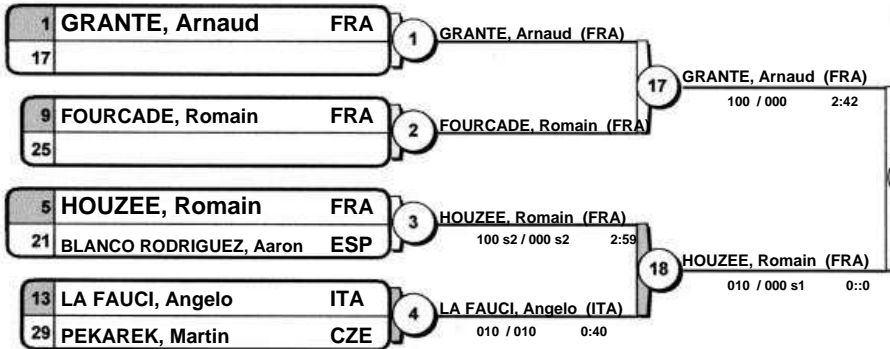 1 GRANTE, Arnaud FRA
17
1
GRANTE, Arnaud (FRA)
9 FOURCADE, Romain FRA
25
2
FOURCADE, Romain (FRA)
17
GRANTE, Arnaud (FRA)
100 / 000 2:42
5 HOUZEE, Romain FRA
21 BLANCO RODRIGUEZ, Aaron ESP
3
HOUZEE, Romain (FRA)
100 s2 / 000 s2 2:59
13 LA FAUCI, Angelo ITA
29 PEKAREK, Martin CZE
4
LA FAUCI, Angelo (ITA)
010 / 010 0:40
18
HOUZEE, Romain (FRA)
010 / 000 s1 0::0